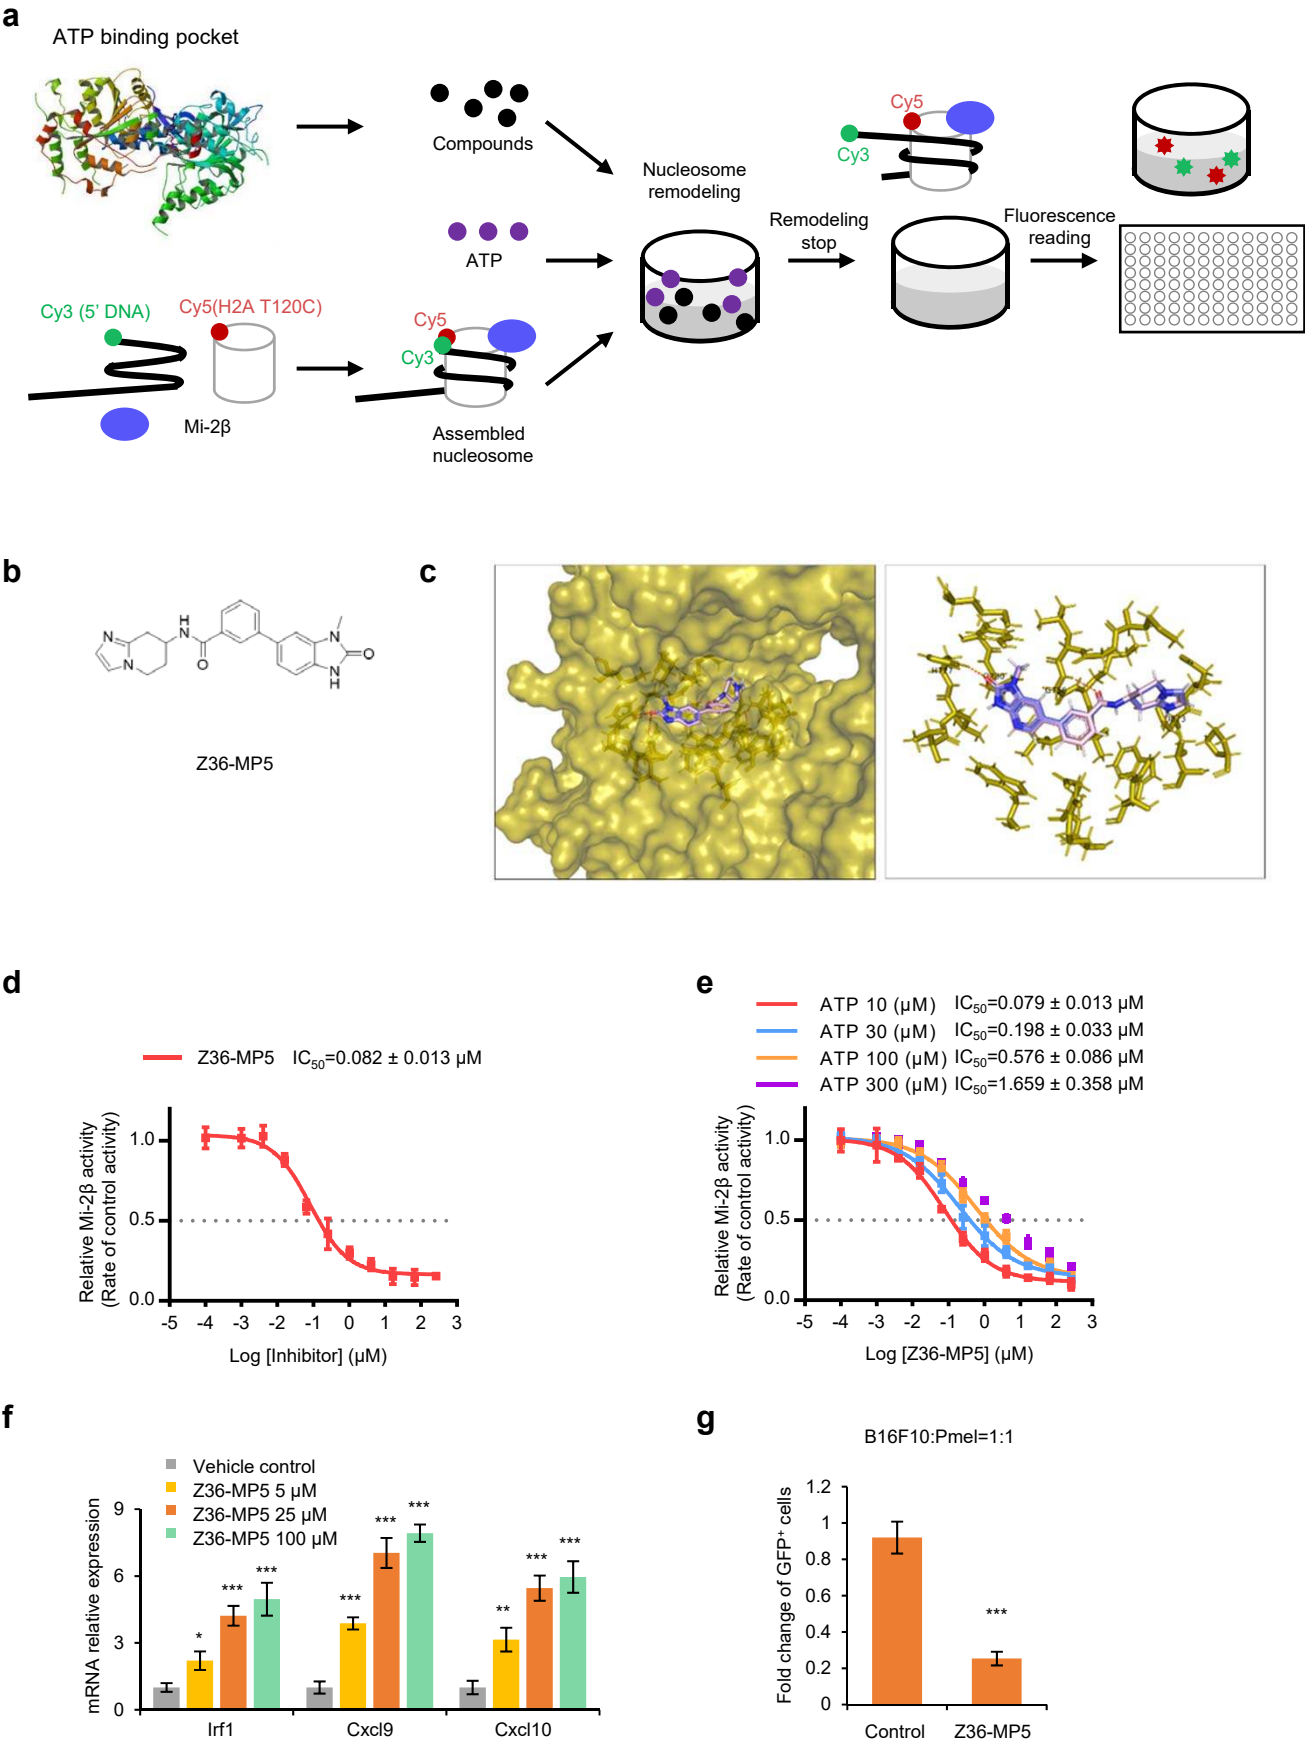 a
ATP binding pocket
Compounds
ATP
Cy3 (5' DNA)
Cy5(H2A T120C)
Mi-2β
Cy5
Cy3
Assembled
nucleosome
Nucleosome
remodeling
Remodeling
stop
Cy5
Cy3
Fluorescence
reading
b
N
N
H
N
O
N
O
N
H
Z36-MP5
c
d
Z36-MP5 IC50=0.082 ± 0.013 µM
Relative Mi-2β activity
(Rate of control activity)
1.0
0.5
0.0
-5 -4 -3 -2 -1 0 1 2 3
Log [Inhibitor] (µM)
e
ATP 10 (µM) IC50=0.079 ± 0.013 µM
ATP 30 (µM) IC50=0.198 ± 0.033 µM
ATP 100 (µM) IC50=0.576 ± 0.086 µM
ATP 300 (µM) IC50=1.659 ± 0.358 µM
Relative Mi-2β activity
(Rate of control activity)
1.0
0.5
0.0
-5 -4 -3 -2 -1 0 1 2 3
Log [Z36-MP5] (µM)
f
Vehicle control
Z36-MP5 5 µM
Z36-MP5 25 µM
Z36-MP5 100 µM
mRNA relative expression
9
6
3
0
* *** ***
*** *** ***
** *** ***
Irf1 Cxcl9 Cxcl10
g
B16F10:Pmel=1:1
Fold change of GFP+ cells
1.2
1
0.8
0.6
0.4
0.2
0
***
Control Z36-MP5